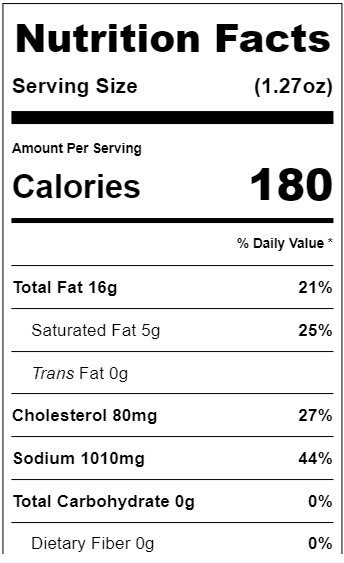 Nutrition Facts
Serving Size (1.27oz)
Amount Per Serving
Calories 180
% Daily Value *
Total Fat 16g 21%
Saturated Fat 5g 25%
Trans Fat 0g
Cholesterol 80mg 27%
Sodium 1010mg 44%
Total Carbohydrate 0g 0%
Dietary Fiber 0g 0%